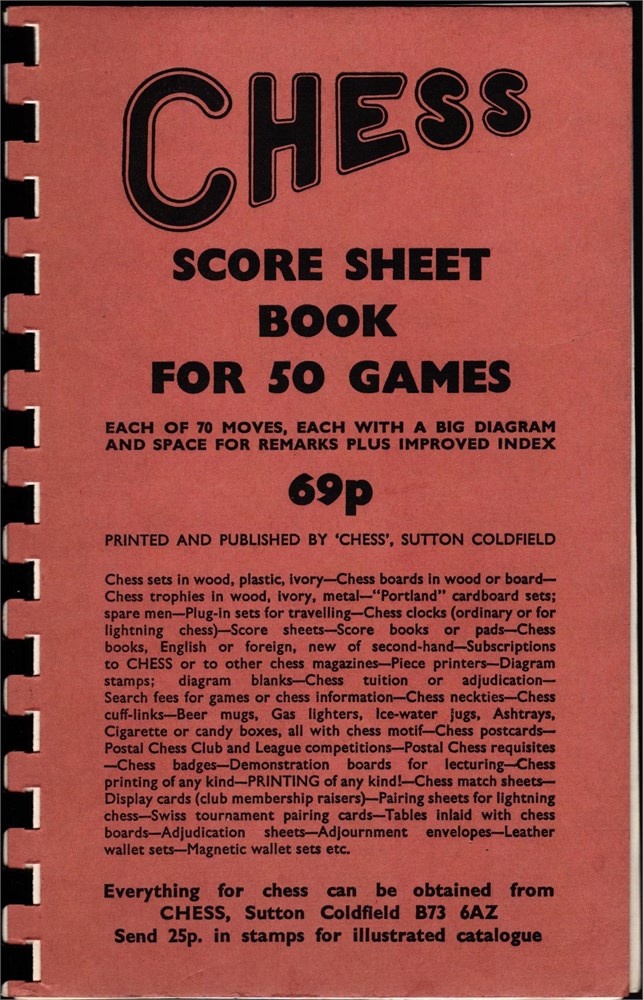 CHESS
SCORE SHEET
BOOK
FOR 50 GAMES
EACH OF 70 MOVES, EACH WITH A BIG DIAGRAM
AND SPACE FOR REMARKS PLUS IMPROVED INDEX
69p
PRINTED AND PUBLISHED BY 'CHESS', SUTTON COLDFIELD
Chess sets in wood, plastic, ivory—Chess boards in wood or board—
Chess trophies in wood, ivory, metal—"Portland" cardboard sets;
spare men—Plug-in sets for travelling—Chess clocks (ordinary or for
lightning chess)—Score sheets—Score books or pads—Chess
books, English or foreign, new of second-hand—Subscriptions
to CHESS or to other chess magazines—Piece printers—Diagram
stamps; diagram blanks—Chess tuition or adjudication—
Search fees for games or chess information—Chess neckties—Chess
cuff-links—Beer mugs, Gas lighters, Ice-water jugs, Ashtrays,
Cigarette or candy boxes, all with chess motif—Chess postcards—
Postal Chess Club and League competitions—Postal Chess requisites
—Chess badges—Demonstration boards for lecturing—Chess
printing of any kind—PRINTING of any kind!—Chess match sheets—
Display cards (club membership raisers)—Pairing sheets for lightning
chess—Swiss tournament pairing cards—Tables inlaid with chess
boards—Adjudication sheets—Adjournment envelopes—Leather
wallet sets—Magnetic wallet sets etc.
Everything for chess can be obtained from
CHESS, Sutton Coldfield B73 6AZ
Send 25p. in stamps for illustrated catalogue